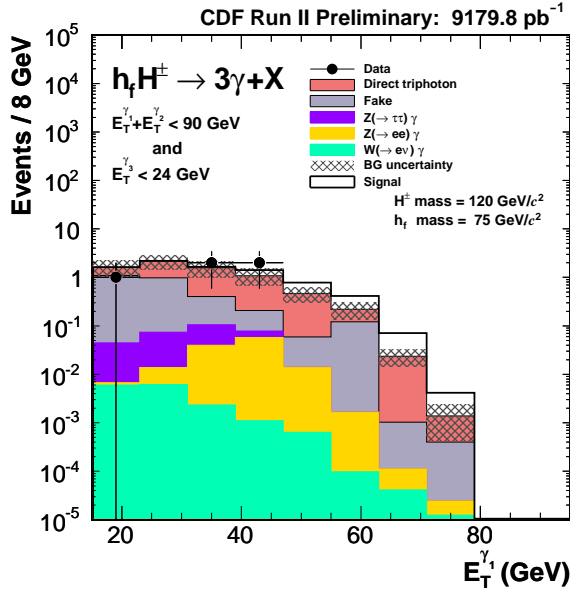 CDF Run II Preliminary: 9179.8 pb⁻¹
Events / 8 GeV
10⁵
10⁴
10³
10²
10
1
10⁻¹
10⁻²
10⁻³
10⁻⁴
10⁻⁵
h_f H^± → 3γ+X
E_T^γ₁+E_T^γ₂ < 90 GeV
and
E_T^γ₃ < 24 GeV
Data
Direct triphoton
Fake
Z(→ ττ) γ
Z(→ ee) γ
W(→ eν) γ
BG uncertainty
Signal
H^± mass = 120 GeV/c²
h_f mass = 75 GeV/c²
20 40 60 80
E_T^γ₁ (GeV)